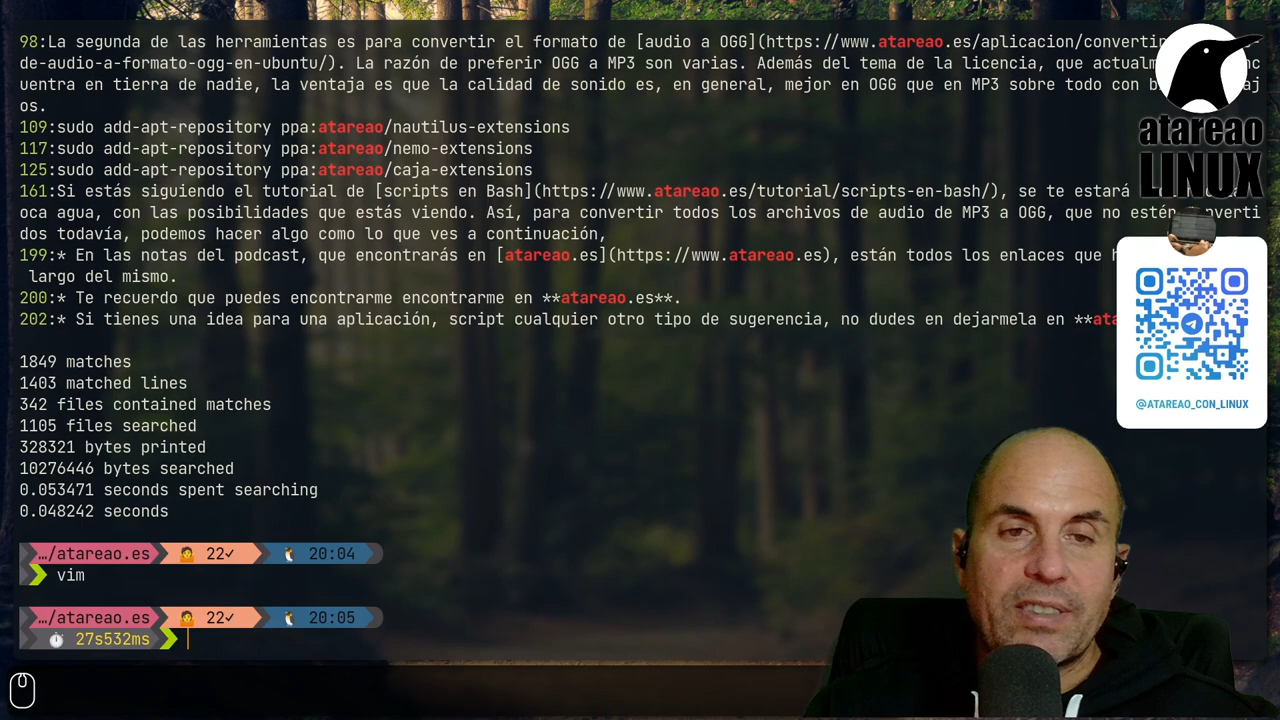 98:La segunda de las herramientas es para convertir el formato de [audio a OGG](https://www.atareao.es/aplicacion/convertir
de-audio-a-formato-ogg-en-ubuntu/). La razón de preferir OGG a MP3 son varias. Además del tema de la licencia, que
uentra en tierra de nadie, la ventaja es que la calidad de sonido es, en general, mejor en OGG que en MP3 sobre todo con
os.
109:sudo add-apt-repository ppa:atareao/nautilus-extensions
117:sudo add-apt-repository ppa:atareao/nemo-extensions
125:sudo add-apt-repository ppa:atareao/caja-extensions
161:Si estás siguiendo el tutorial de [scripts en Bash](https://www.atareao.es/tutorial/scripts-en-bash/), se te estará
oca agua, con las posibilidades que estás viendo. Así, para convertir todos los archivos de audio de MP3 a OGG, que no
dos todavía, podemos hacer algo como lo que ves a continuación,
199:* En las notas del podcast, que encontrarás en [atareao.es](https://www.atareao.es), están todos los enlaces que
largo del mismo.
200:* Te recuerdo que puedes encontrarme encontrarme en **atareao.es**.
202:* Si tienes una idea para una aplicación, script cualquier otro tipo de sugerencia, no dudes en dejarmela en
1849 matches
1403 matched lines
342 files contained matches
1105 files searched
328321 bytes printed
10276446 bytes searched
0.053471 seconds spent searching
0.048242 seconds
…/atareao.es 🤷 22✓ 🐧 20:04
vim
…/atareao.es 🤷 22✓ 🐧 20:05
⏱ 27s532ms
atareao
LINUX
@ATAREAO_CON_LINUX